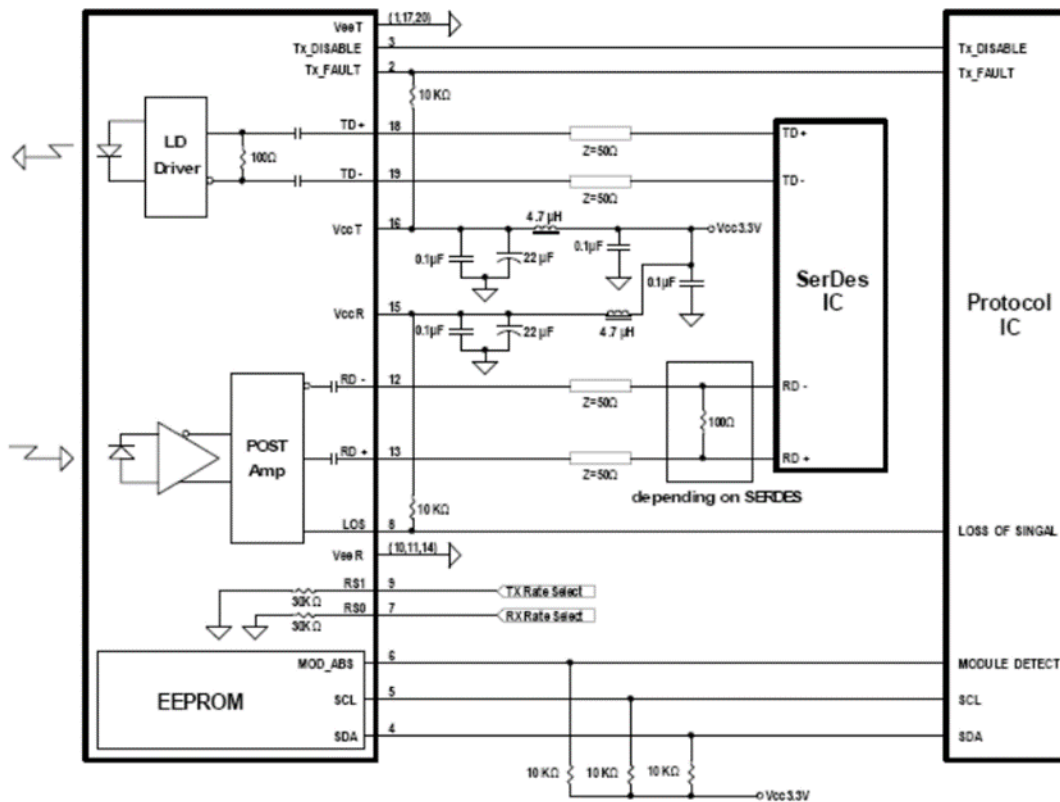 VeeT (1,17,20)
Tx_DISABLE 3 Tx_DISABLE
Tx_FAULT 2 Tx_FAULT
10 KΩ
LD
Driver
100Ω
TD+ 18 Z=50Ω TD+
TD- 19 Z=50Ω TD-
VccT 16 4.7 μH Vcc3.3V
0.1μF 22 μF 0.1μF 0.1μF
SerDes
IC
Protocol
IC
VccR 15 4.7 μH
0.1μF 22 μF
RD - 12 Z=50Ω RD -
100Ω
POST
Amp
RD + 13 Z=50Ω RD +
depending on SERDES
10 KΩ
LOS 8 LOSS OF SINGAL
VeeR (10,11,14)
RS1 9 TX Rate Select
30KΩ
RS0 7 RX Rate Select
30KΩ
MOD_ABS 6 MODULE DETECT
EEPROM
SCL 5 SCL
SDA 4 SDA
10 KΩ 10 KΩ 10 KΩ
Vcc3.3V